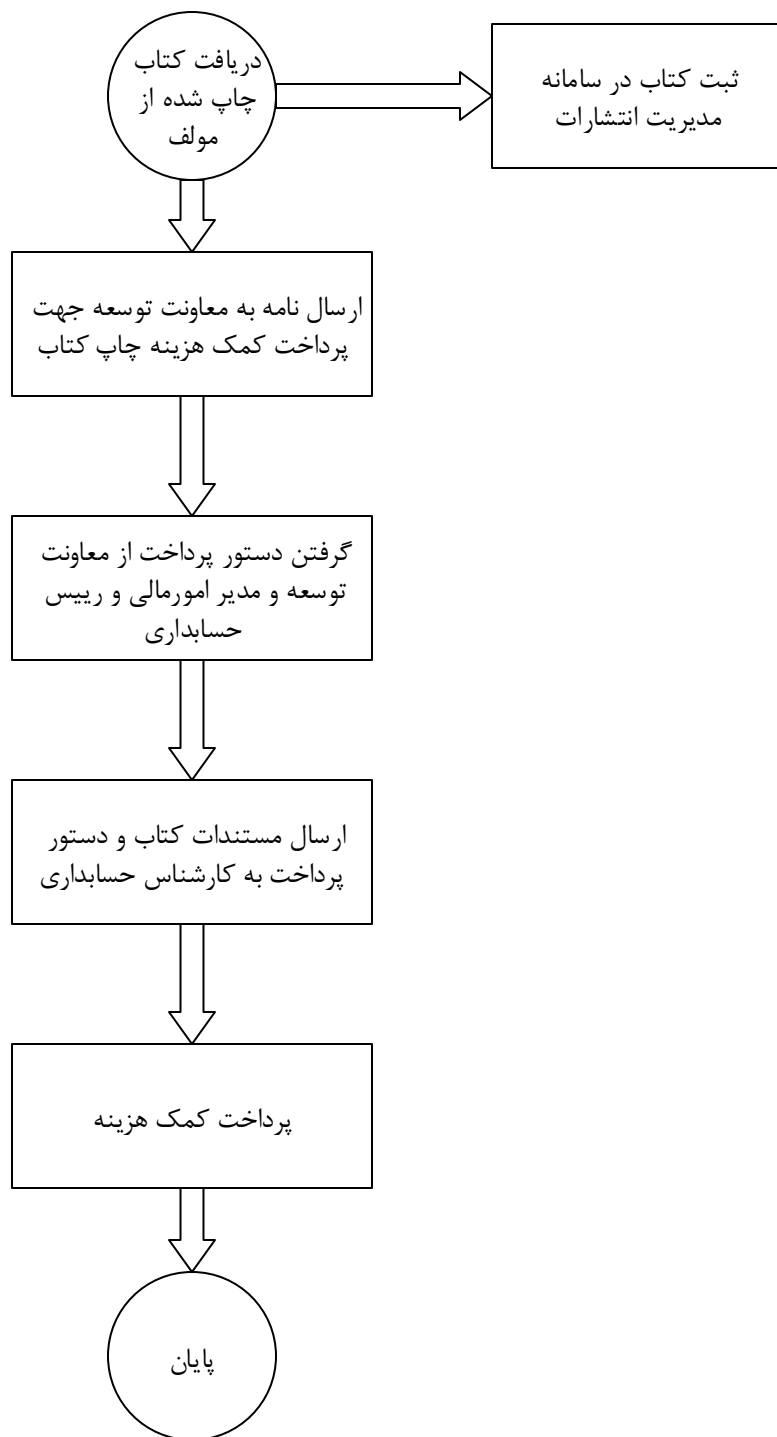 دریافت کتاب
چاپ شده از
مولف
ثبت کتاب در سامانه
مدیریت انتشارات
ارسال نامه به معاونت توسعه جهت
پرداخت کمک هزینه چاپ کتاب
گرفتن دستور پرداخت از معاونت
توسعه و مدیر امورمالی و رییس
حسابداری
ارسال مستندات کتاب و دستور
پرداخت به کارشناس حسابداری
پرداخت کمک هزینه
پایان